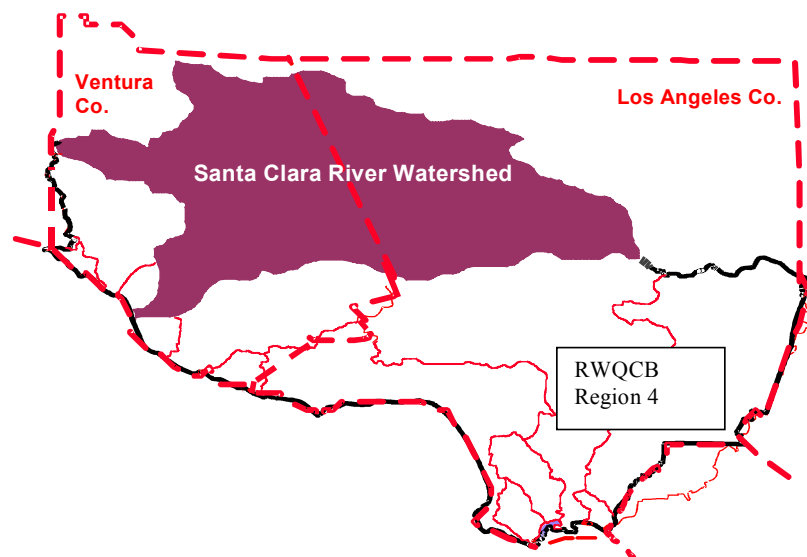 Ventura
Co.
Los Angeles Co.
Santa Clara River Watershed
RWQCB
Region 4